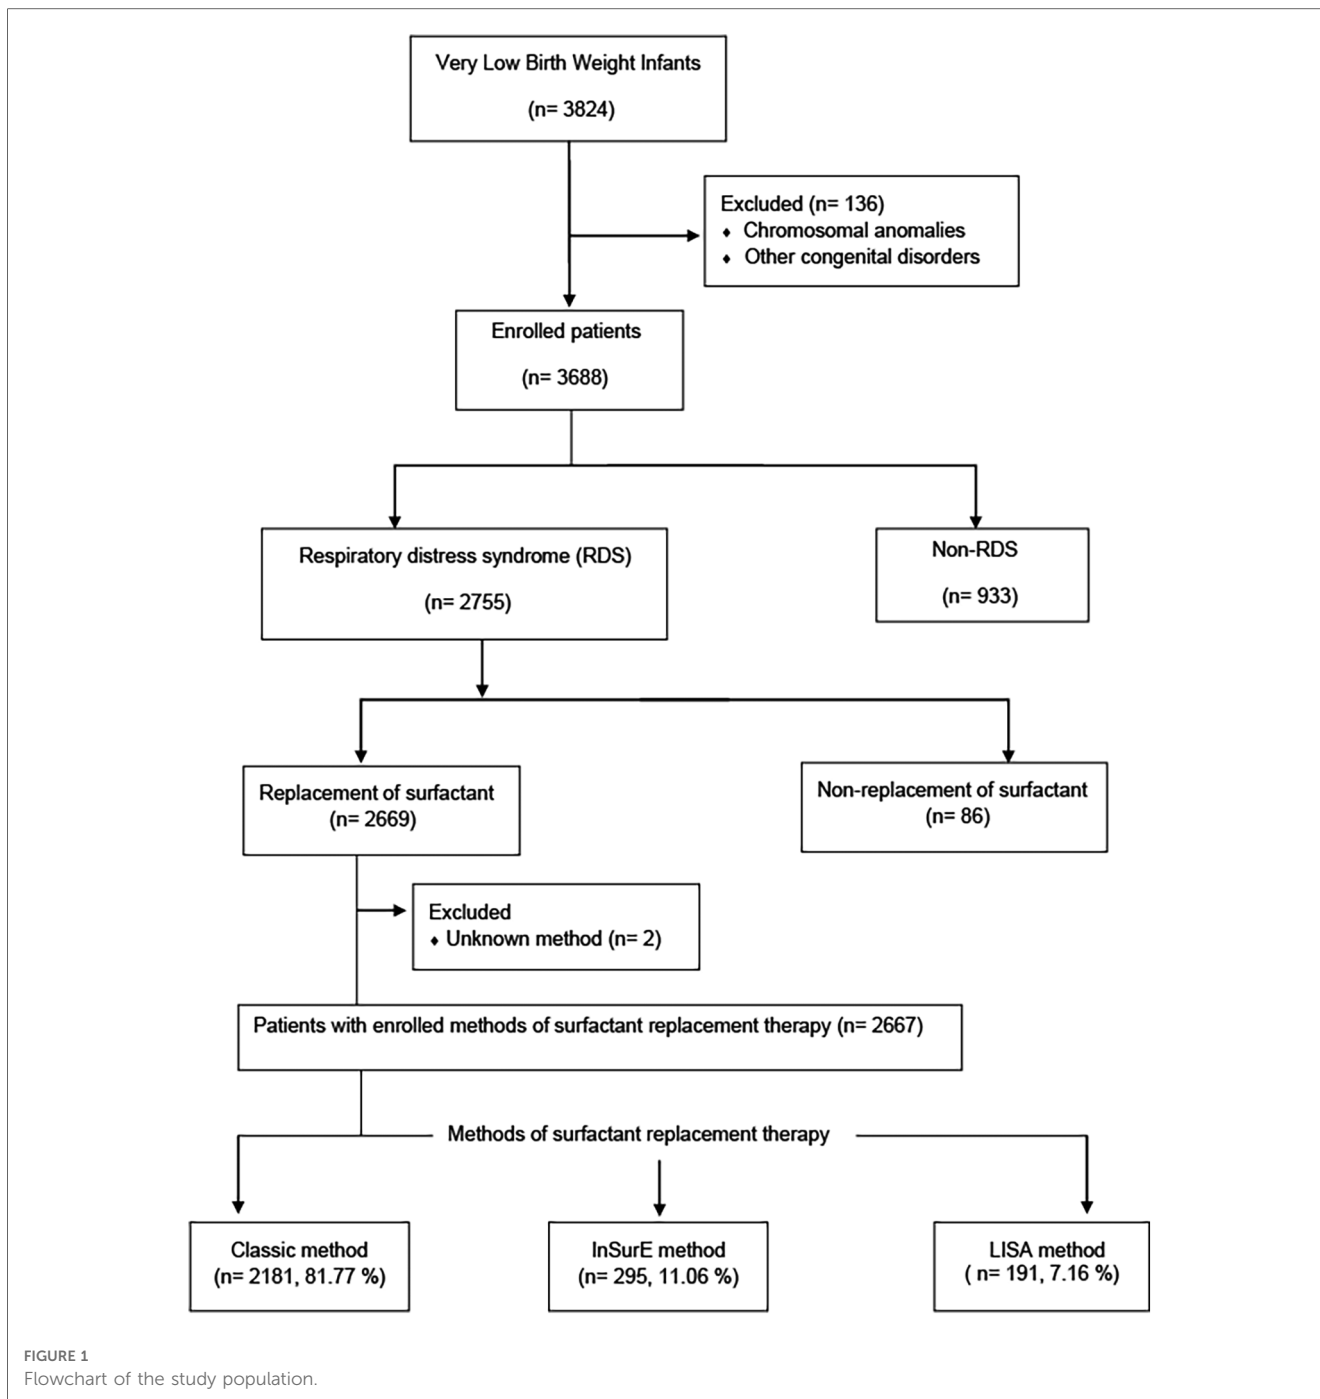 Very Low Birth Weight Infants
(n= 3824)
Excluded (n= 136)
♦ Chromosomal anomalies
♦ Other congenital disorders
Enrolled patients
(n= 3688)
Respiratory distress syndrome (RDS)
(n= 2755)
Non-RDS
(n= 933)
Replacement of surfactant
(n= 2669)
Non-replacement of surfactant
(n= 86)
Excluded
♦ Unknown method (n= 2)
Patients with enrolled methods of surfactant replacement therapy (n= 2667)
Methods of surfactant replacement therapy
Classic method
(n= 2181, 81.77 %)
InSurE method
(n= 295, 11.06 %)
LISA method
( n= 191, 7.16 %)
FIGURE 1
Flowchart of the study population.